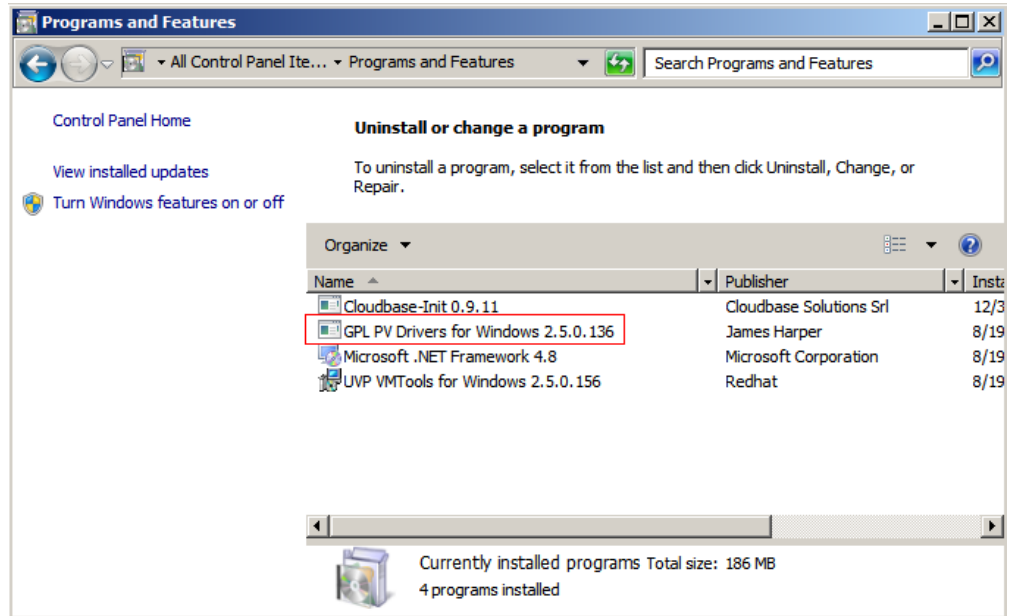 Programs and Features
All Control Panel Ite... Programs and Features
Search Programs and Features
Control Panel Home
View installed updates
Turn Windows features on or off
Uninstall or change a program
To uninstall a program, select it from the list and then click Uninstall, Change, or
Repair.
Organize
Name Publisher Insta
Cloudbase-Init 0.9.11 Cloudbase Solutions Srl 12/3
GPL PV Drivers for Windows 2.5.0.136 James Harper 8/19
Microsoft .NET Framework 4.8 Microsoft Corporation 8/19
UVP VMTools for Windows 2.5.0.156 Redhat 8/19
Currently installed programs Total size: 186 MB
4 programs installed